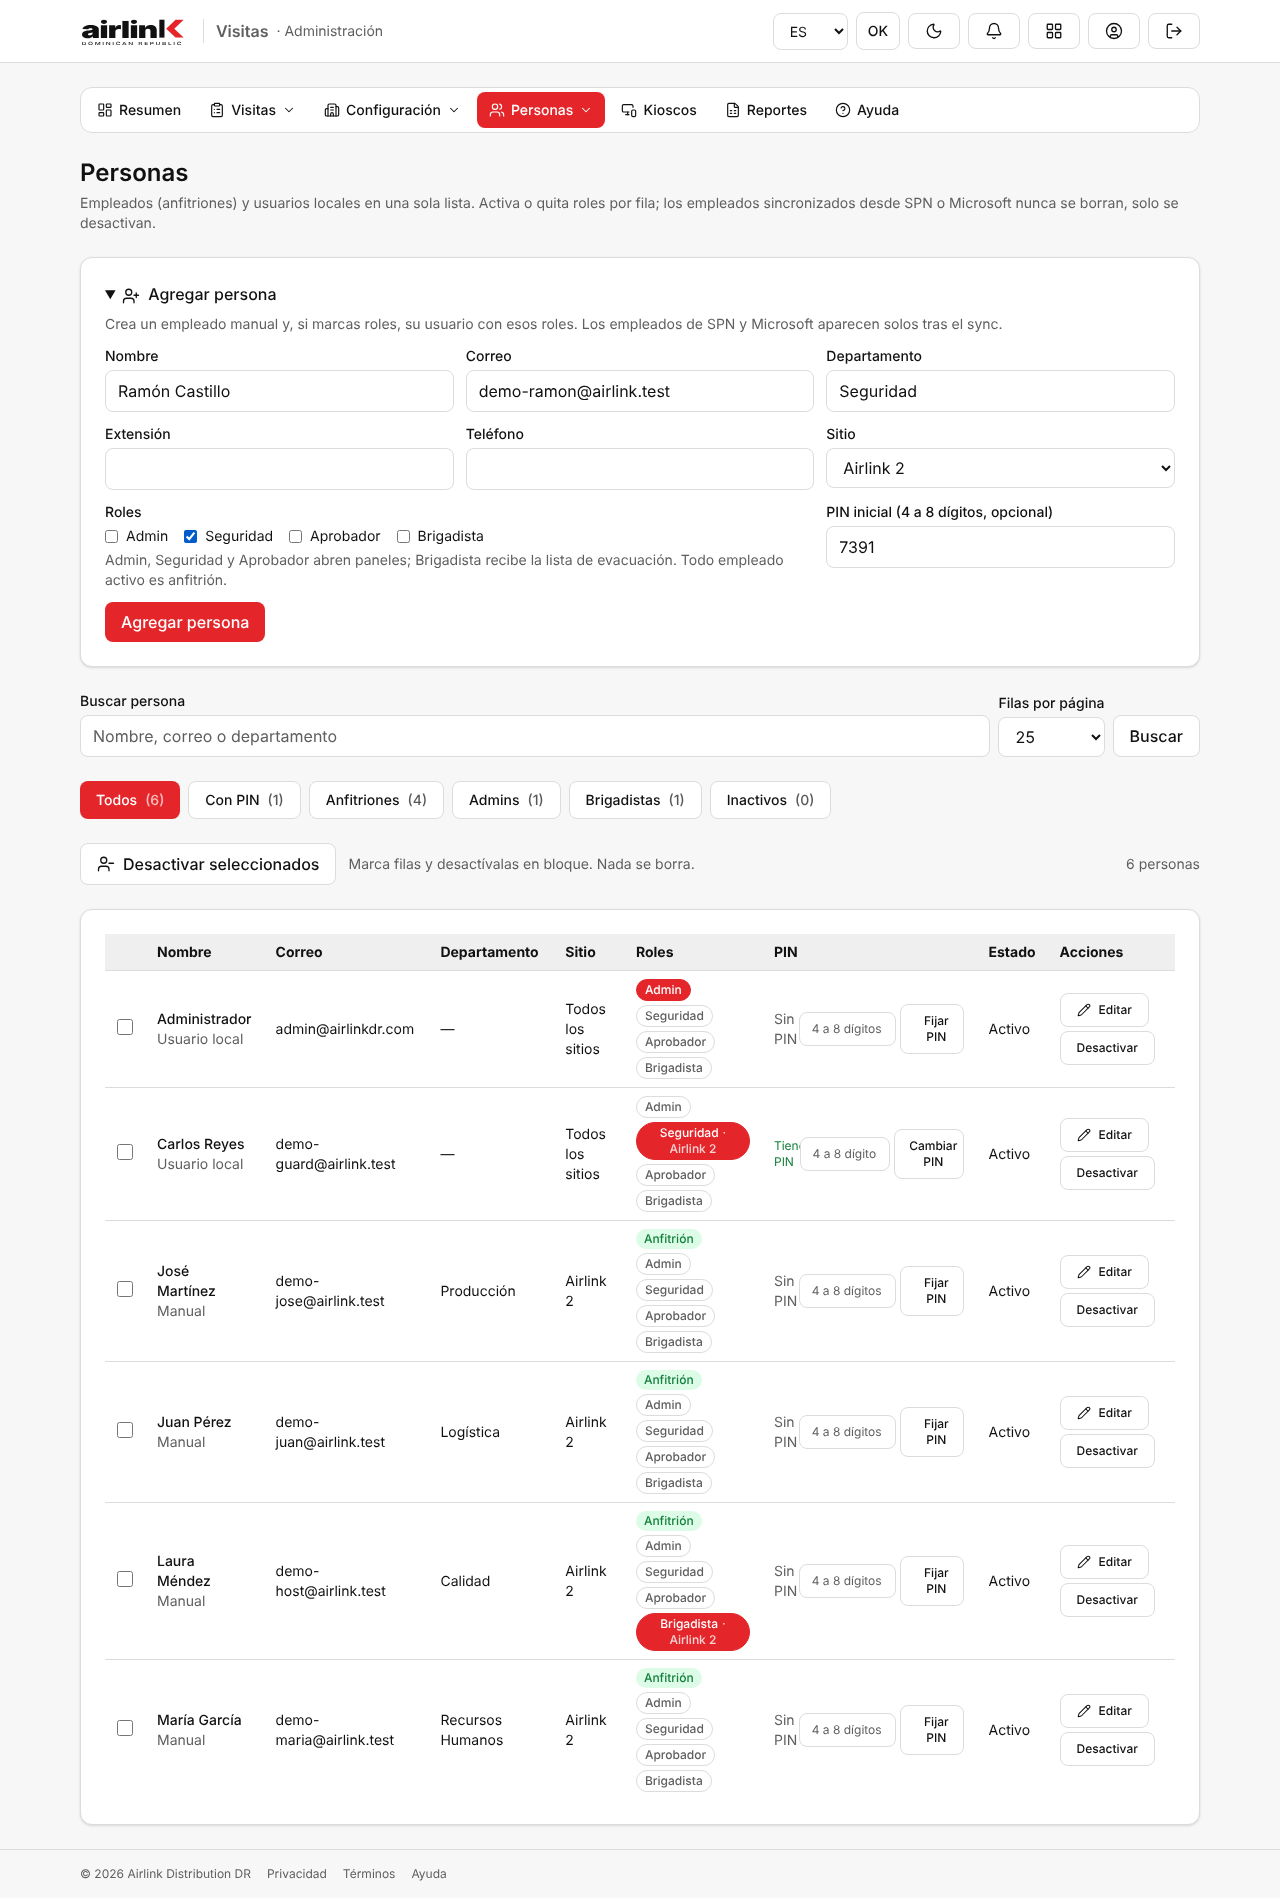 airlink
DOMINICAN REPUBLIC
Visitas · Administración
ES
OK
Resumen
Visitas
Configuración
Personas
Kioscos
Reportes
Ayuda
Personas
Empleados (anfitriones) y usuarios locales en una sola lista. Activa o quita roles por fila; los empleados sincronizados desde SPN o Microsoft nunca se borran, solo se
desactivan.
Agregar persona
Crea un empleado manual y, si marcas roles, su usuario con esos roles. Los empleados de SPN y Microsoft aparecen solos tras el sync.
Nombre Correo Departamento
Ramón Castillo demo-ramon@airlink.test Seguridad
Extensión Teléfono Sitio
Airlink 2
Roles PIN inicial (4 a 8 dígitos, opcional)
Admin Seguridad Aprobador Brigadista
7391
Admin, Seguridad y Aprobador abren paneles; Brigadista recibe la lista de evacuación. Todo empleado
activo es anfitrión.
Agregar persona
Buscar persona Filas por página
Nombre, correo o departamento 25 Buscar
Todos (6) Con PIN (1) Anfitriones (4) Admins (1) Brigadistas (1) Inactivos (0)
Desactivar seleccionados Marca filas y desactívalas en bloque. Nada se borra. 6 personas
Nombre Correo Departamento Sitio Roles PIN Estado Acciones
Administrador
Usuario local
admin@airlinkdr.com
—
Todos
los
sitios
Admin
Seguridad
Aprobador
Brigadista
Sin
PIN
4 a 8 dígitos
Fijar
PIN
Activo
Editar
Desactivar
Carlos Reyes
Usuario local
demo-
guard@airlink.test
—
Todos
los
sitios
Admin
Seguridad ·
Airlink 2
Aprobador
Brigadista
Tiene
PIN
4 a 8 dígito
Cambiar
PIN
Activo
Editar
Desactivar
José
Martínez
Manual
demo-
jose@airlink.test
Producción
Airlink
2
Anfitrión
Admin
Seguridad
Aprobador
Brigadista
Sin
PIN
4 a 8 dígitos
Fijar
PIN
Activo
Editar
Desactivar
Juan Pérez
Manual
demo-
juan@airlink.test
Logística
Airlink
2
Anfitrión
Admin
Seguridad
Aprobador
Brigadista
Sin
PIN
4 a 8 dígitos
Fijar
PIN
Activo
Editar
Desactivar
Laura
Méndez
Manual
demo-
host@airlink.test
Calidad
Airlink
2
Anfitrión
Admin
Seguridad
Aprobador
Brigadista ·
Airlink 2
Sin
PIN
4 a 8 dígitos
Fijar
PIN
Activo
Editar
Desactivar
María García
Manual
demo-
maria@airlink.test
Recursos
Humanos
Airlink
2
Anfitrión
Admin
Seguridad
Aprobador
Brigadista
Sin
PIN
4 a 8 dígitos
Fijar
PIN
Activo
Editar
Desactivar
© 2026 Airlink Distribution DR Privacidad Términos Ayuda